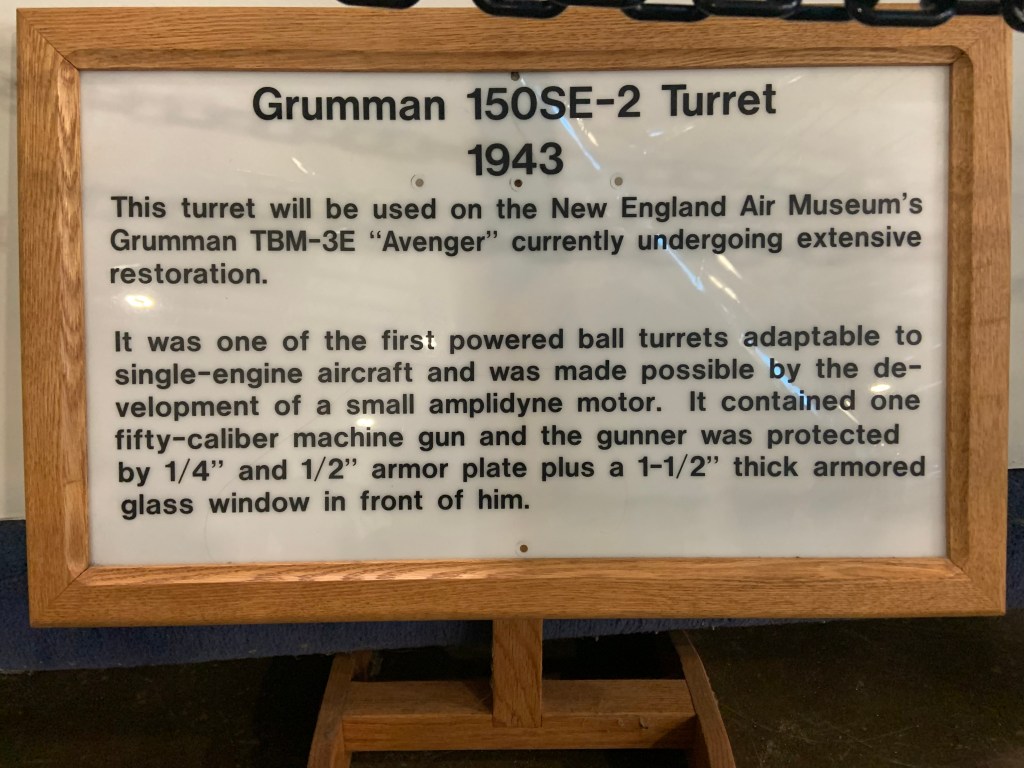 Grumman 150SE-2 Turret
1943
This turret will be used on the New England Air Museum's
Grumman TBM-3E “Avenger” currently undergoing extensive
restoration.
It was one of the first powered ball turrets adaptable to
single-engine aircraft and was made possible by the de-
velopment of a small amplidyne motor. It contained one
fifty-caliber machine gun and the gunner was protected
by 1/4” and 1/2” armor plate plus a 1-1/2” thick armored
glass window in front of him.